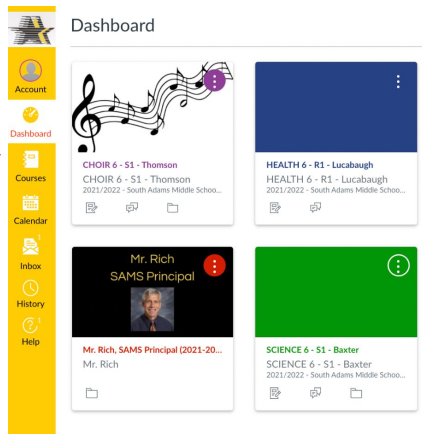 Dashboard
Account
Dashboard
Courses
Calendar
1
Inbox
History
1
Help
CHOIR 6 - S1 - Thomson
CHOIR 6 - S1 - Thomson
2021/2022 - South Adams Middle Schoo...
HEALTH 6 - R1 - Lucabaugh
HEALTH 6 - R1 - Lucabaugh
2021/2022 - South Adams Middle Schoo...
Mr. Rich
SAMS Principal
Mr. Rich, SAMS Principal (2021-20...
Mr. Rich
SCIENCE 6 - S1 - Baxter
SCIENCE 6 - S1 - Baxter
2021/2022 - South Adams Middle Schoo...